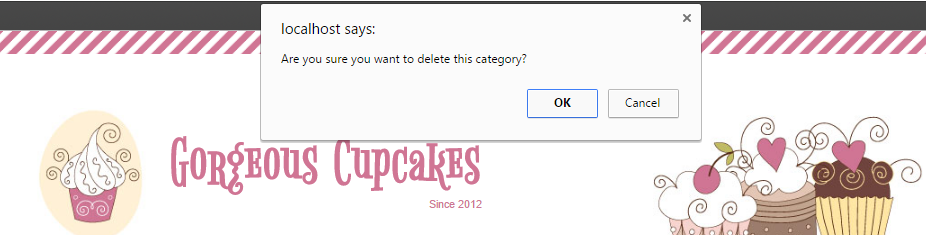 localhost says:
Are you sure you want to delete this category?
OK
Cancel
Gorgeous Cupcakes
Since 2012